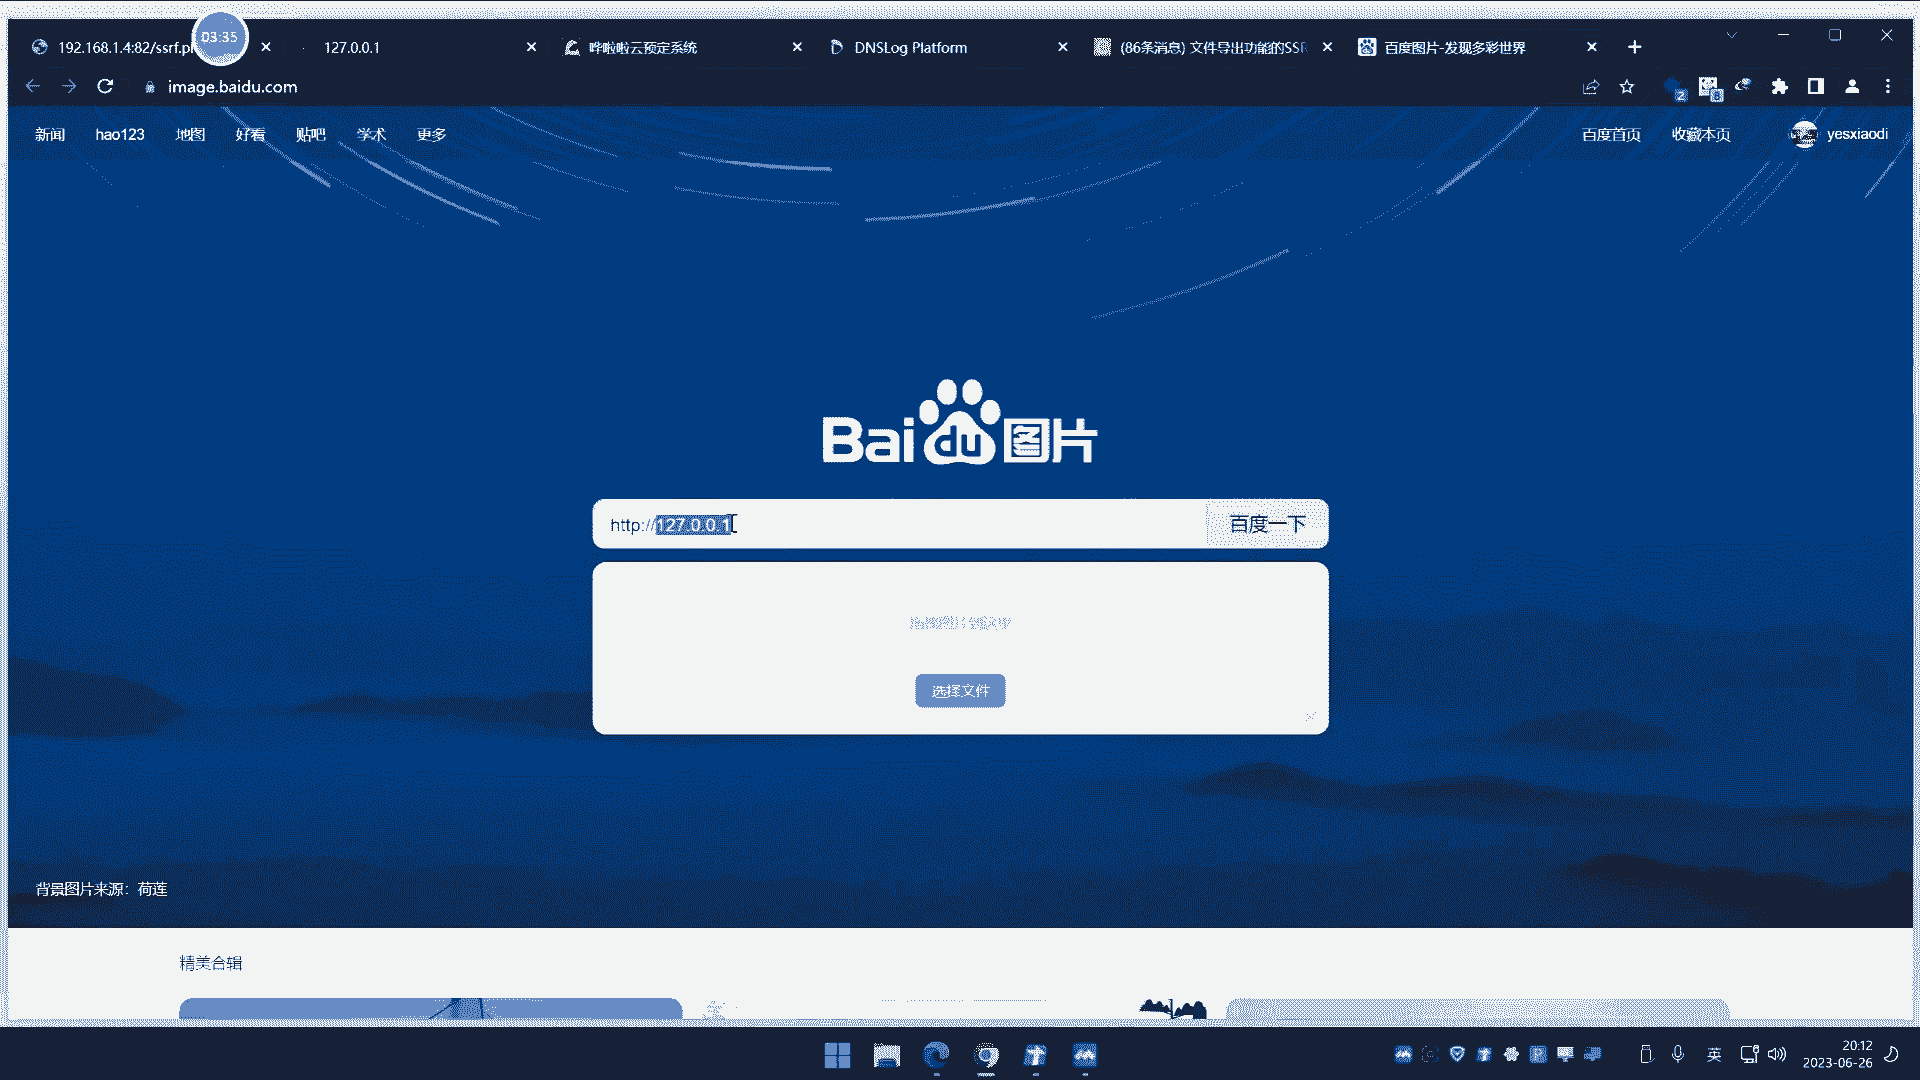 192.168.1.4:82/ssrf.p
03:35
127.0.0.1
哗啦啦云预定系统
DNSLog Platform
(86条消息) 文件导出功能的SSR
百度图片-发现多彩世界
image.baidu.com
2
新闻
hao123
地图
好看
贴吧
学术
更多
百度首页
收藏本页
yesxiaodi
Bai du 图片
http://127.0.0.1
百度一下
选择文件
背景图片来源：荷莲
精美合辑
英
20:12
2023-06-26